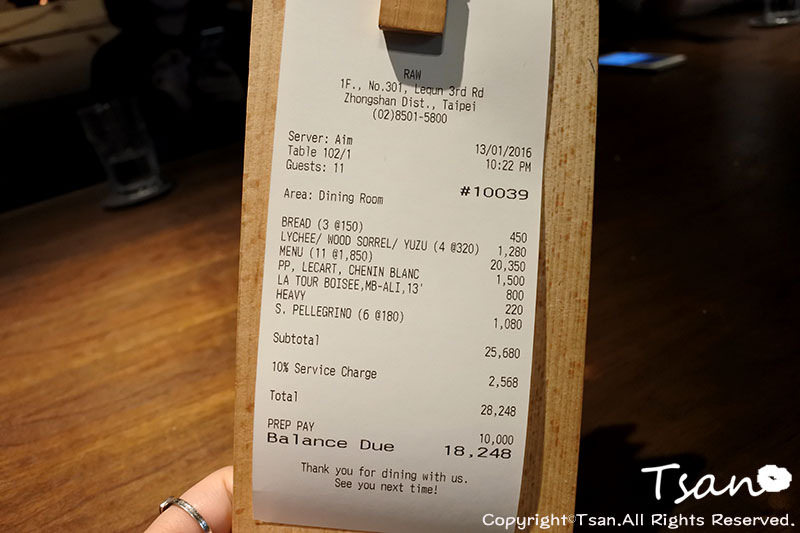 RAW
1F., No.301, Lequn 3rd Rd
Zhongshan Dist., Taipei
(02)8501-5800
Server: Aim 13/01/2016
Table 102/1 10:22 PM
Guests: 11
#10039
Area: Dining Room
BREAD (3 @150) 450
LYCHEE/ WOOD SORREL/ YUZU (4 @320) 1,280
MENU (11 @1,850) 20,350
PP, LECART, CHENIN BLANC 1,500
LA TOUR BOISEE,MB-ALI,13' 800
HEAVY 220
S. PELLEGRINO (6 @180) 1,080
Subtotal 25,680
10% Service Charge 2,568
Total 28,248
PREP PAY 10,000
Balance Due 18,248
Thank you for dining with us.
See you next time!
Tsan
Copyright©Tsan.All Rights Reserved.